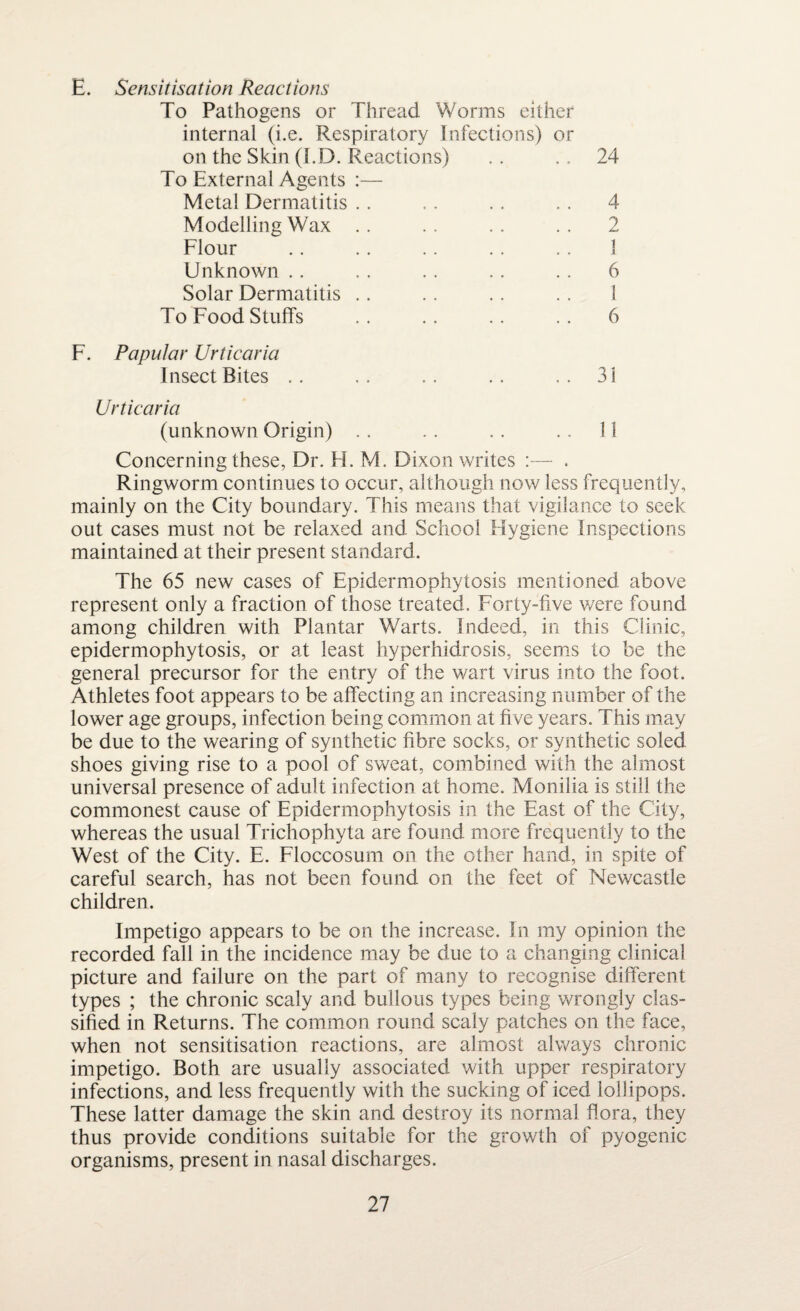 E. Sensitisation Reactions
To Pathogens or Thread Worms either
internal (i.e. Respiratory Infections) or
on the Skin (I.D. Reactions) . . . . 24
To External Agents :—
Metal Dermatitis . . . . . . . . 4
Modelling Wax . . . . . . . . 2
Flour . . . . . . . . . . 1
Unknown . . . . . . . . . . 6
Solar Dermatitis . . . . . . . . 1
To Food Stuffs . . . . . . . . 6
F. Papular Urticaria
Insect Bites . . . . . . . . . . 31
Urticaria
(unknown Origin) . . . . . . . . 11
Concerning these, Dr. H. M. Dixon writes :— .
Ringworm continues to occur, although now less frequently,
mainly on the City boundary. This means that vigilance to seek
out cases must not be relaxed and School Hygiene Inspections
maintained at their present standard.
The 65 new cases of Epidermophytosis mentioned above
represent only a fraction of those treated. Forty-five were found
among children with Plantar Warts. Indeed, in this Clinic,
epidermophytosis, or at least hyperhidrosis, seems to be the
general precursor for the entry of the wart virus into the foot.
Athletes foot appears to be affecting an increasing number of the
lower age groups, infection being common at five years. This may
be due to the wearing of synthetic fibre socks, or synthetic soled
shoes giving rise to a pool of sweat, combined with the almost
universal presence of adult infection at home. Monilia is still the
commonest cause of Epidermophytosis in the East of the City,
whereas the usual Trichophyta are found more frequently to the
West of the City. E. Floccosum on the other hand, in spite of
careful search, has not been found on the feet of Newcastle
children.
Impetigo appears to be on the increase. In my opinion the
recorded fall in the incidence may be due to a changing clinical
picture and failure on the part of many to recognise different
types ; the chronic scaly and bullous types being wrongly clas-
sified in Returns. The common round scaly patches on the face,
when not sensitisation reactions, are almost always chronic
impetigo. Both are usually associated with upper respiratory
infections, and less frequently with the sucking of iced lollipops.
These latter damage the skin and destroy its normal flora, they
thus provide conditions suitable for the growth of pyogenic
organisms, present in nasal discharges.
27